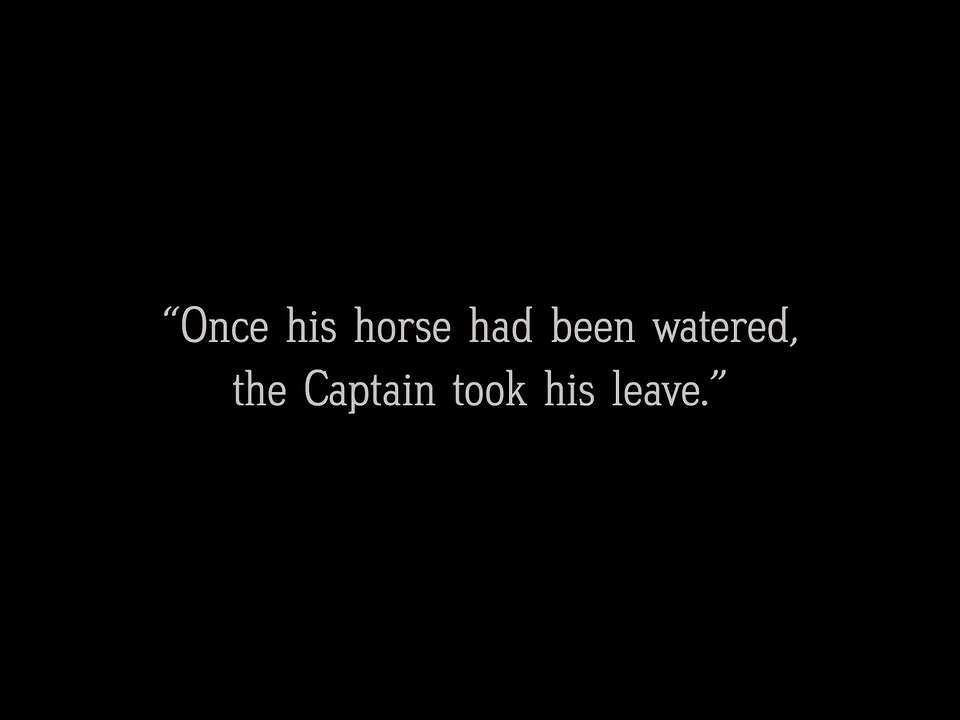 “Once his horse had been watered,
the Captain took his leave.”